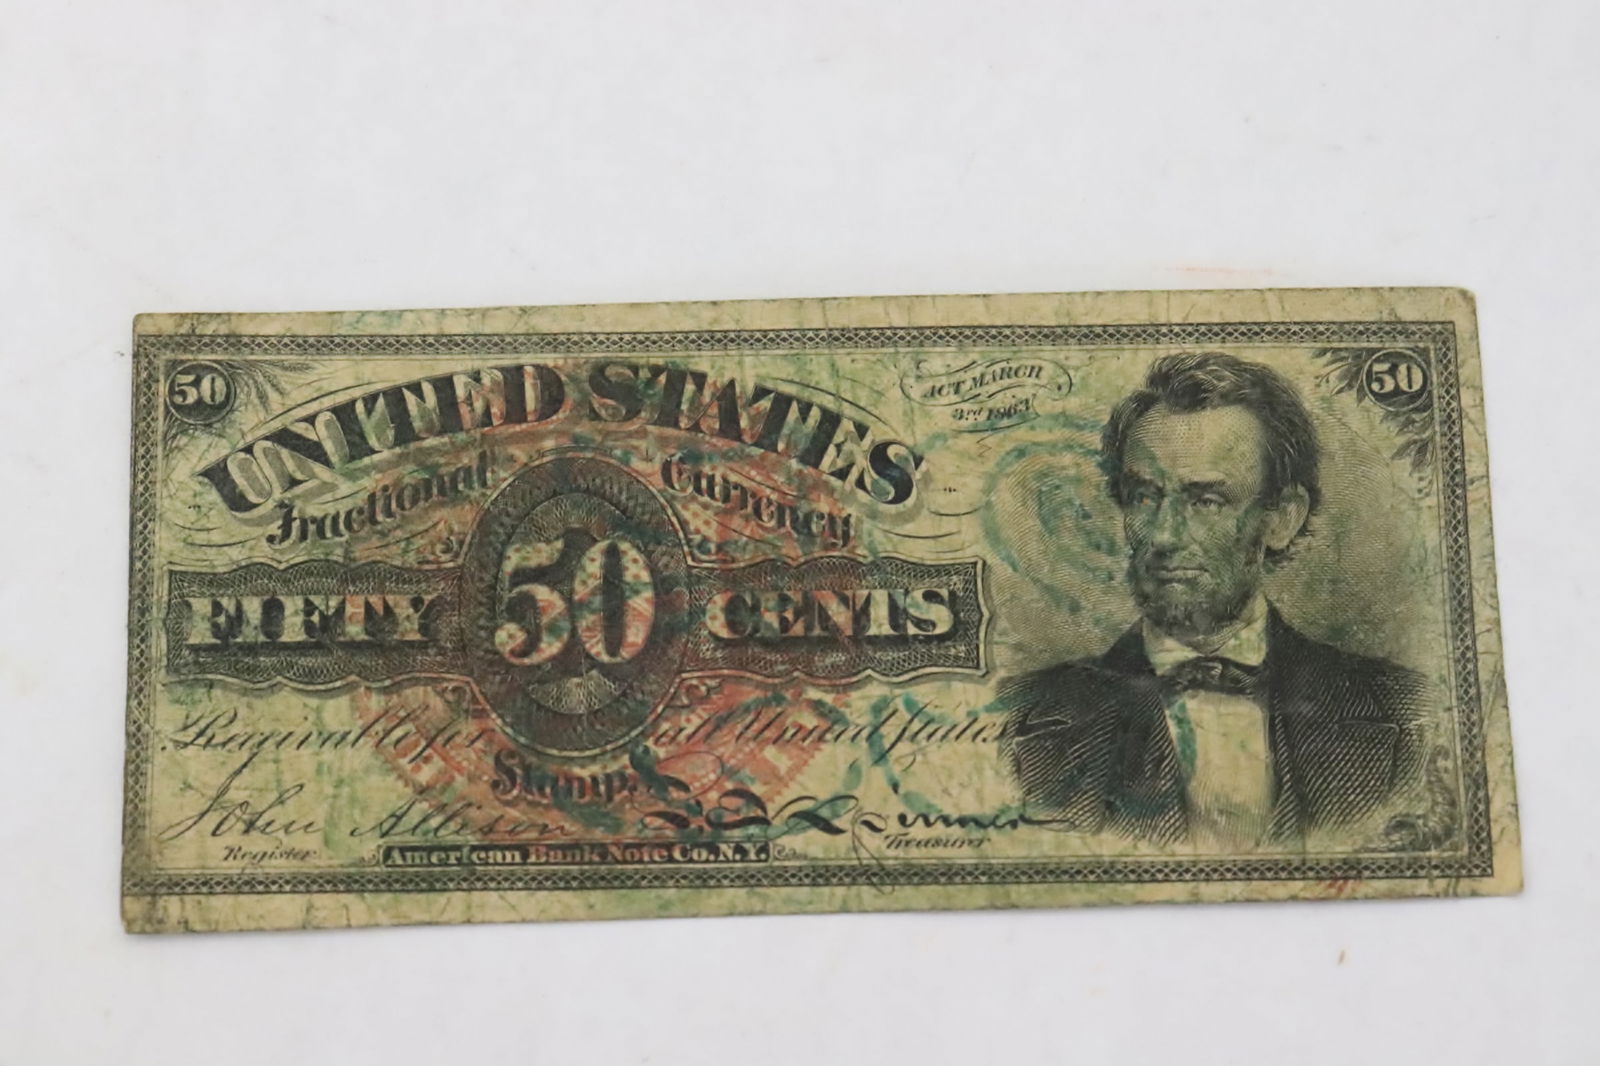 50 50
UNITED STATES
ACT MARCH
3rd 1863
Fractional Currency
FIFTY 50 CENTS
Receivable for all United States
Stamps
John Allison
Register
American Bank Note Co. N.Y.
Treasurer